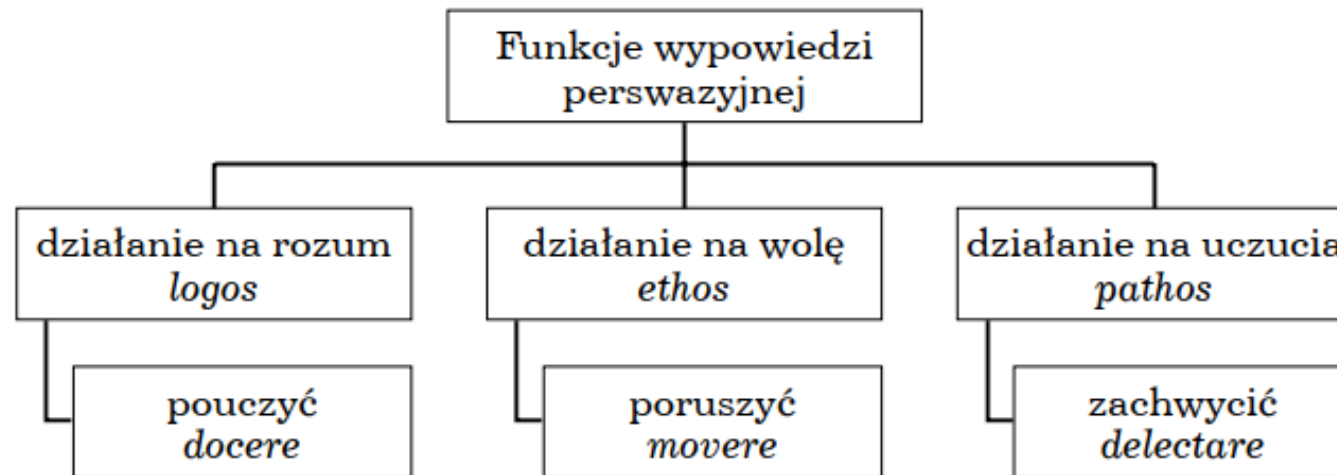 Funkcje wypowiedzi
perswazyjnej
działanie na rozum
logos
działanie na wolę
ethos
działanie na uczucia
pathos
pouczyć
docere
poruszyć
movere
zachwycić
delectare